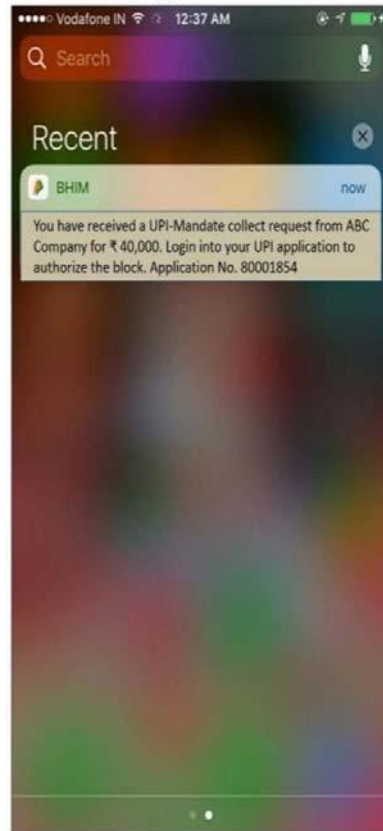 Vodafone IN 12:37 AM
Search
Recent
BHIM now
You have received a UPI-Mandate collect request from ABC
Company for ₹ 40,000. Login into your UPI application to
authorize the block. Application No. 80001854